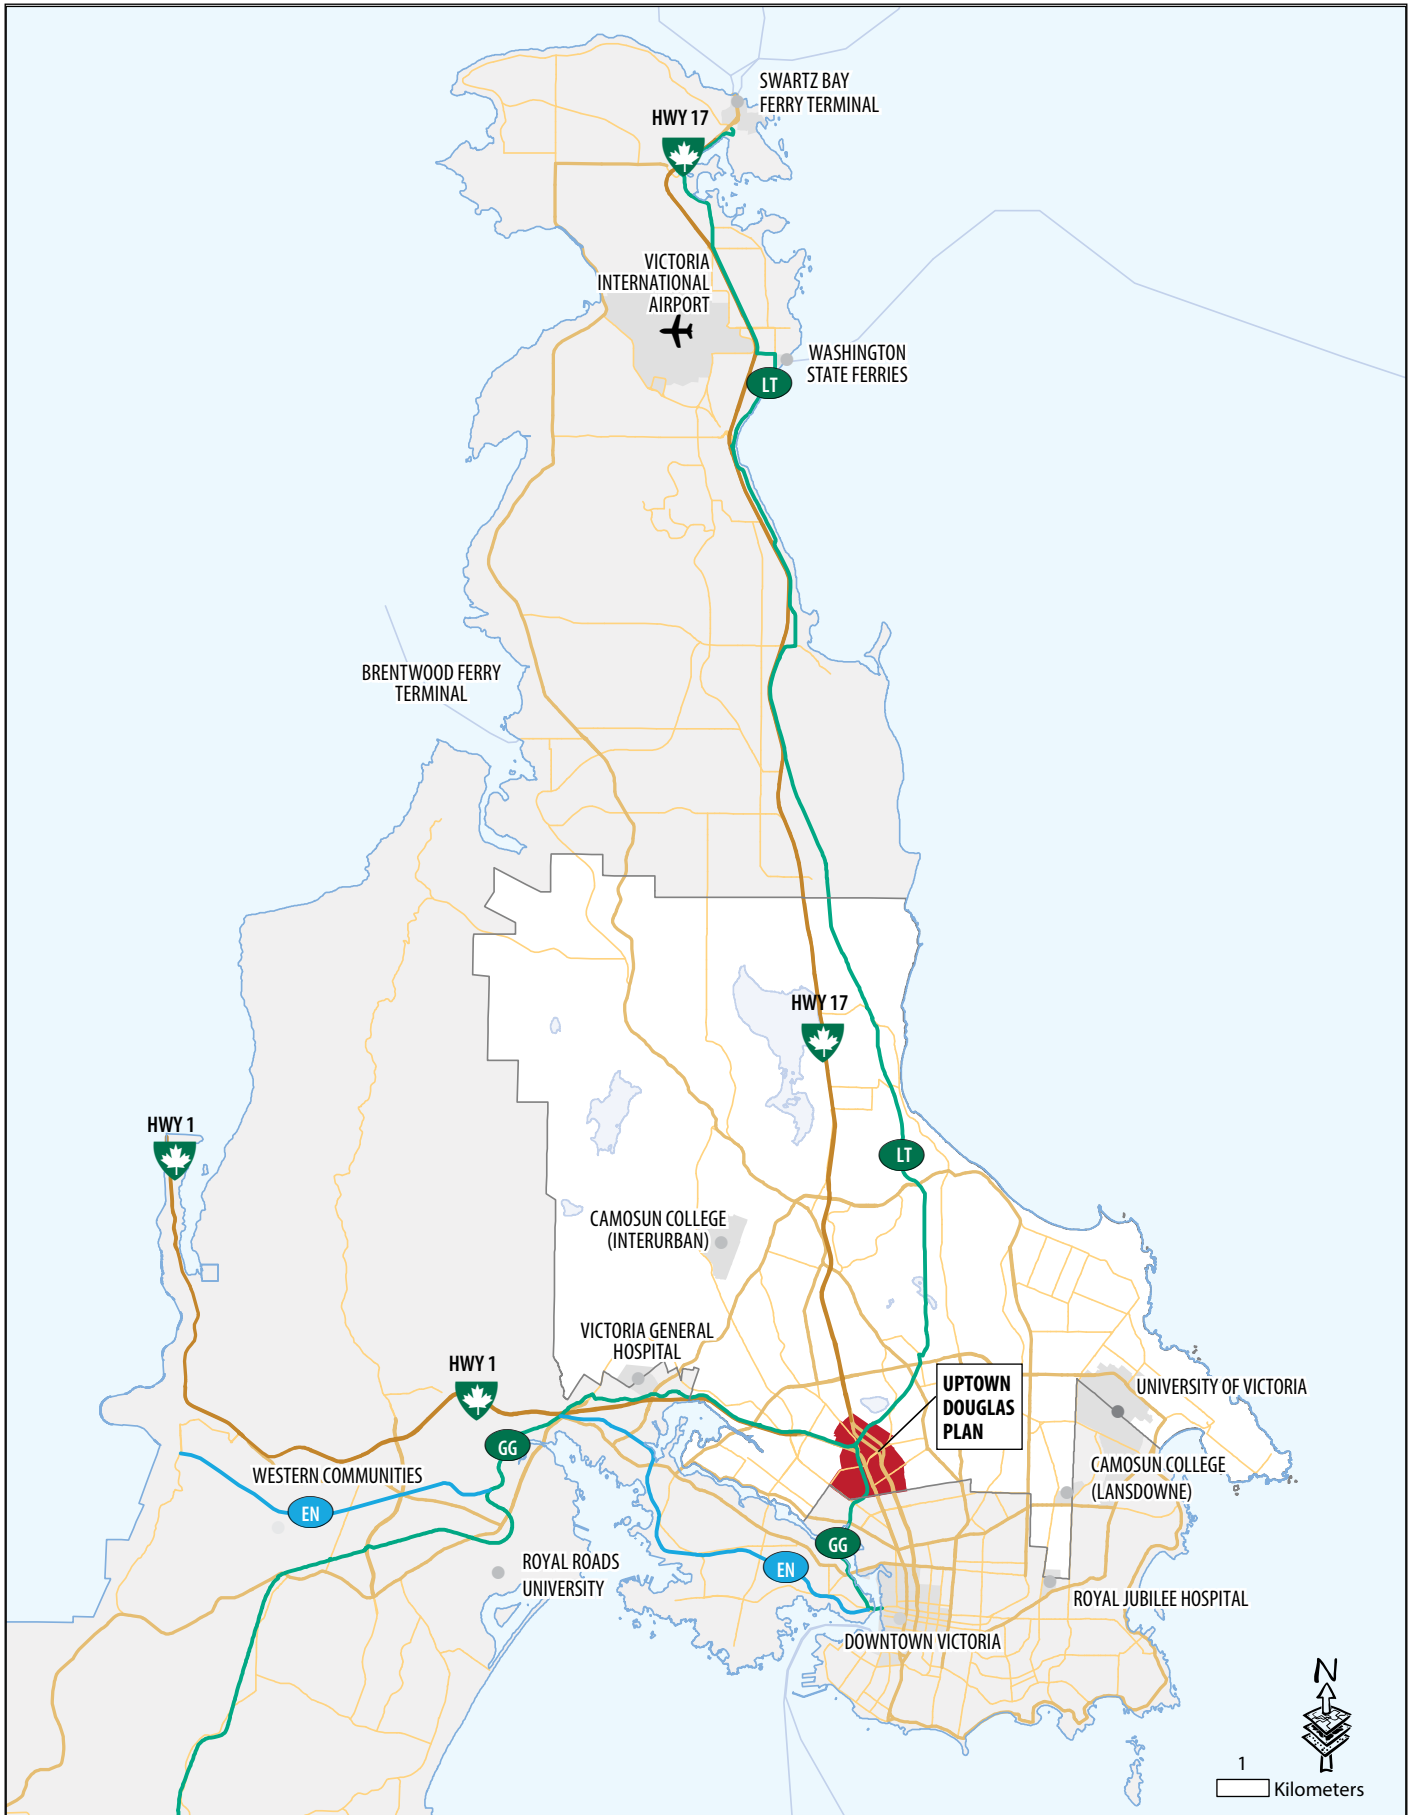 SWARTZ BAY
FERRY TERMINAL
HWY 17
VICTORIA
INTERNATIONAL
AIRPORT
WASHINGTON
STATE FERRIES
LT
BRENTWOOD FERRY
TERMINAL
HWY 17
HWY 1
LT
CAMOSUN COLLEGE
(INTERURBAN)
VICTORIA GENERAL
HOSPITAL
HWY 1
UPTOWN
DOUGLAS
PLAN
UNIVERSITY OF VICTORIA
GG
WESTERN COMMUNITIES
CAMOSUN COLLEGE
(LANSDOWNE)
EN
GG
EN
ROYAL ROADS
UNIVERSITY
ROYAL JUBILEE HOSPITAL
DOWNTOWN VICTORIA
N
1
Kilometers